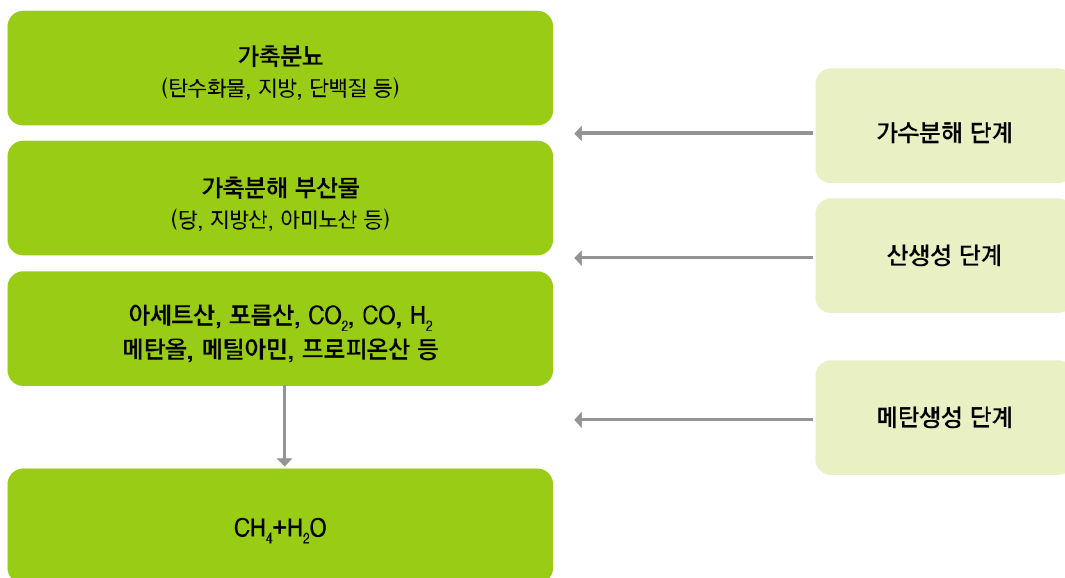 가축분뇨
(탄수화물, 지방, 단백질 등)
가수분해 단계
가축분해 부산물
(당, 지방산, 아미노산 등)
산생성 단계
아세트산, 포름산, CO₂, CO, H₂
메탄올, 메틸아민, 프로피온산 등
메탄생성 단계
CH₄+H₂O